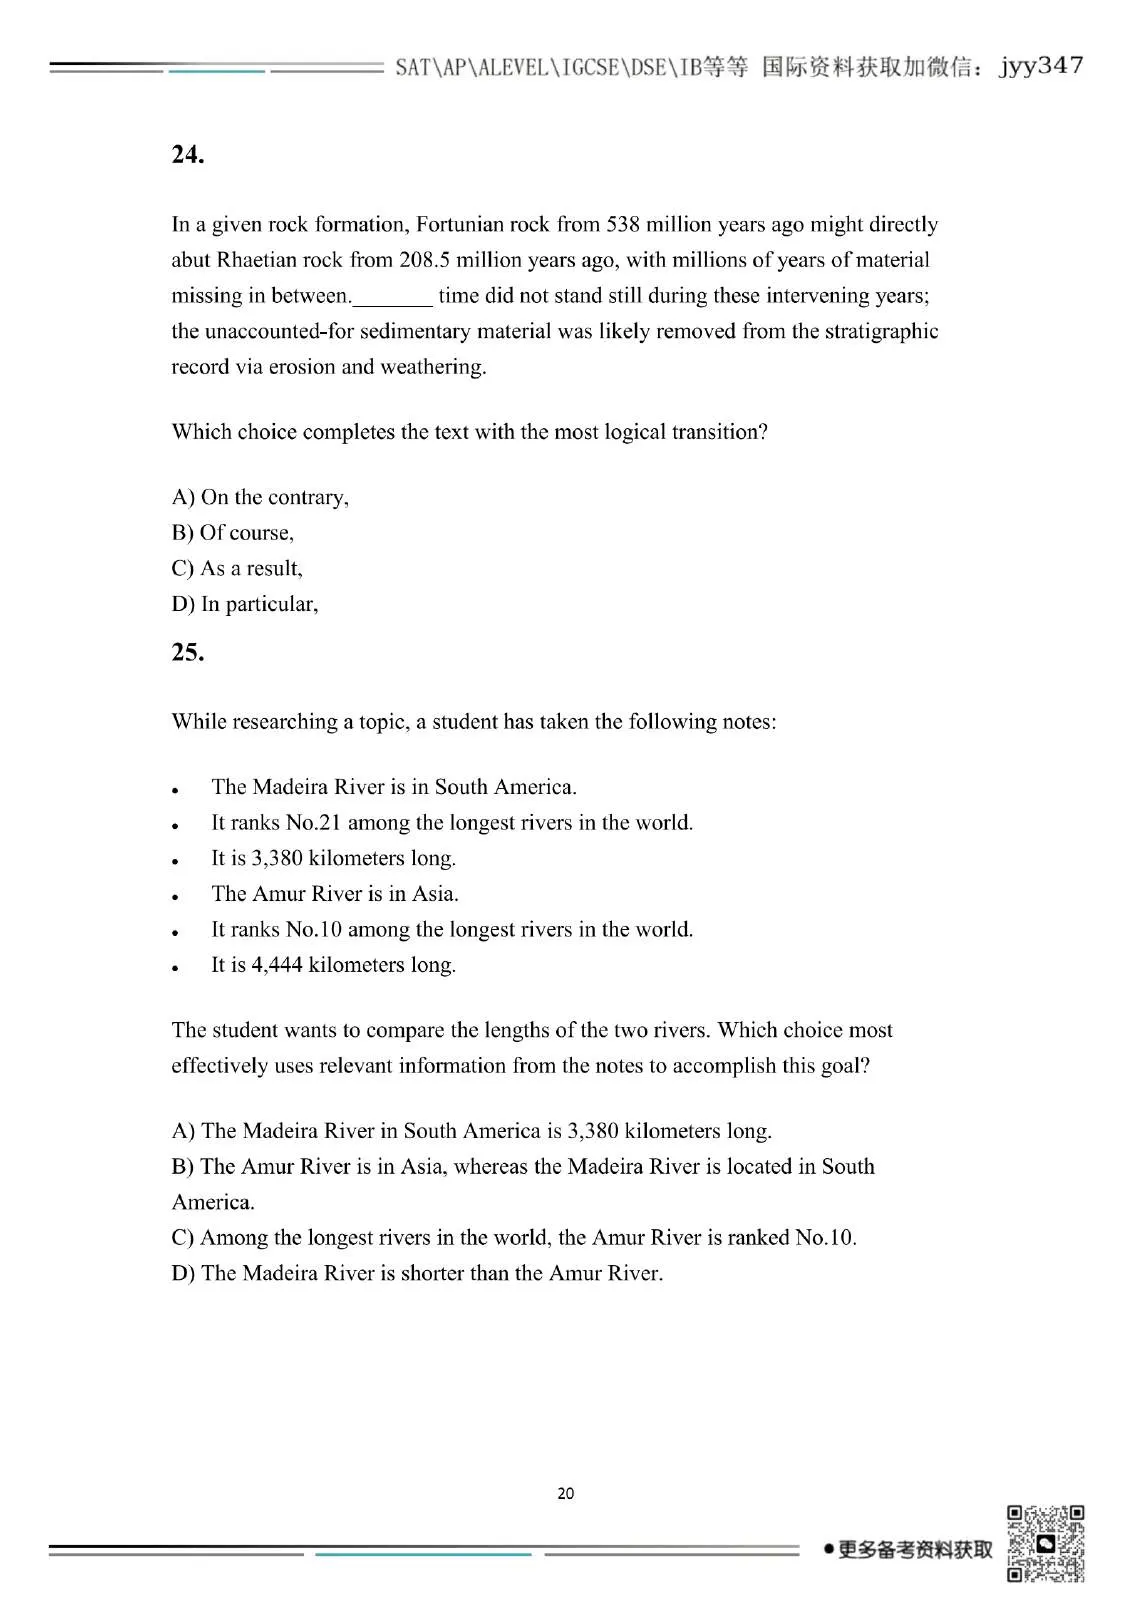 SAT\AP\ALEVEL\IGCSE\DSE\IB等等 国际资料获取加微信：jyy347
24.
In a given rock formation, Fortunian rock from 538 million years ago might directly
abut Rhaetian rock from 208.5 million years ago, with millions of years of material
missing in between._______ time did not stand still during these intervening years;
the unaccounted-for sedimentary material was likely removed from the stratigraphic
record via erosion and weathering.
Which choice completes the text with the most logical transition?
A) On the contrary,
B) Of course,
C) As a result,
D) In particular,
25.
While researching a topic, a student has taken the following notes:
• The Madeira River is in South America.
• It ranks No.21 among the longest rivers in the world.
• It is 3,380 kilometers long.
• The Amur River is in Asia.
• It ranks No.10 among the longest rivers in the world.
• It is 4,444 kilometers long.
The student wants to compare the lengths of the two rivers. Which choice most
effectively uses relevant information from the notes to accomplish this goal?
A) The Madeira River in South America is 3,380 kilometers long.
B) The Amur River is in Asia, whereas the Madeira River is located in South
America.
C) Among the longest rivers in the world, the Amur River is ranked No.10.
D) The Madeira River is shorter than the Amur River.
20
●更多备考资料获取